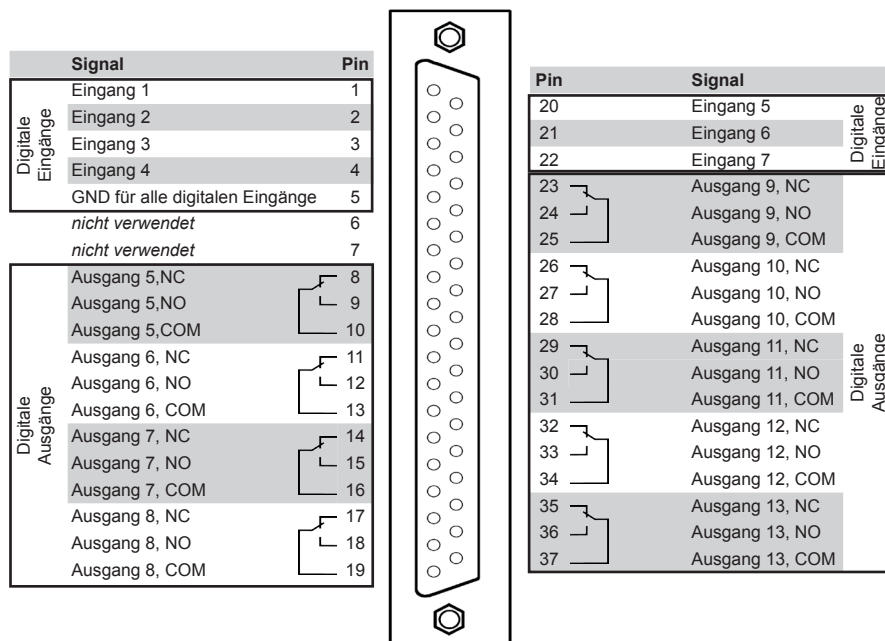 Signal Pin
Digitale Eingänge
Eingang 1 1
Eingang 2 2
Eingang 3 3
Eingang 4 4
GND für alle digitalen Eingänge 5
nicht verwendet 6
nicht verwendet 7
Digitale Ausgänge
Ausgang 5,NC 8
Ausgang 5,NO 9
Ausgang 5,COM 10
Ausgang 6, NC 11
Ausgang 6, NO 12
Ausgang 6, COM 13
Ausgang 7, NC 14
Ausgang 7, NO 15
Ausgang 7, COM 16
Ausgang 8, NC 17
Ausgang 8, NO 18
Ausgang 8, COM 19
Pin Signal
20 Eingang 5
21 Eingang 6
22 Eingang 7
Digitale Eingänge
23 Ausgang 9, NC
24 Ausgang 9, NO
25 Ausgang 9, COM
26 Ausgang 10, NC
27 Ausgang 10, NO
28 Ausgang 10, COM
29 Ausgang 11, NC
30 Ausgang 11, NO
31 Ausgang 11, COM
32 Ausgang 12, NC
33 Ausgang 12, NO
34 Ausgang 12, COM
35 Ausgang 13, NC
36 Ausgang 13, NO
37 Ausgang 13, COM
Digitale Ausgänge